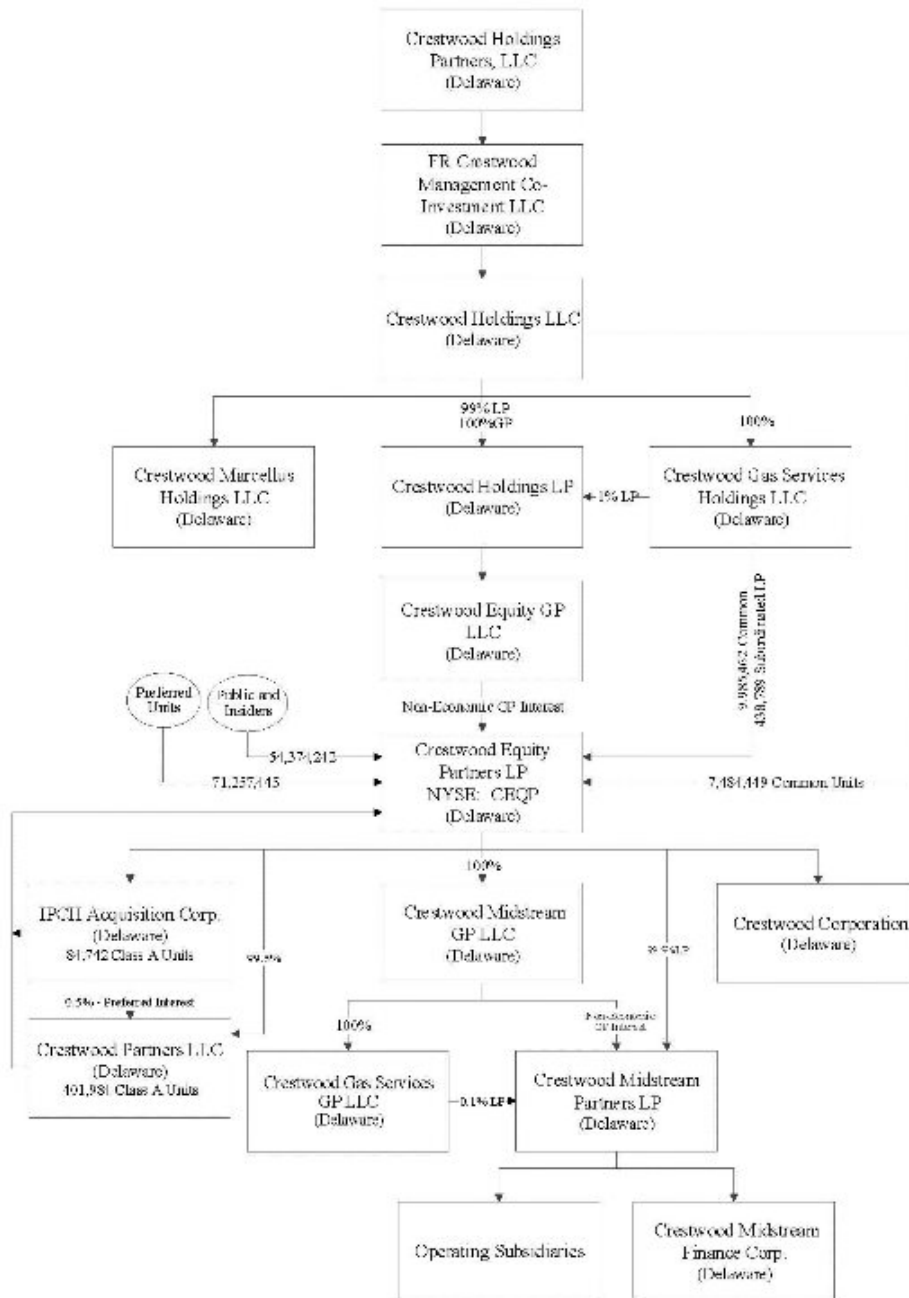 Crestwood Holdings
Partners, LLC
(Delaware)
FR Crestwood
Management Co-
Investment LLC
(Delaware)
Crestwood Holdings LLC
(Delaware)
99% LP
100%GP
100%
Crestwood Marcellus
Holdings LLC
(Delaware)
Crestwood Holdings LP
(Delaware)
1% LP
Crestwood Gas Services
Holdings LLC
(Delaware)
Crestwood Equity GP
LLC
(Delaware)
9,985,462 Common
438,789 Subordinated LP
Preferred
Units
Public and
Insiders
Non-Economic GP Interest
54,374,242
71,257,445
Crestwood Equity
Partners LP
NYSE: CEQP
(Delaware)
7,484,449 Common Units
100%
IPCH Acquisition Corp.
(Delaware)
84,742 Class A Units
Crestwood Midstream
GP LLC
(Delaware)
Crestwood Corporation
(Delaware)
99.5%
LP
0.5% - Preferred Interest
100%
Non-Economic
GP Interest
Crestwood Partners LLC
(Delaware)
401,981 Class A Units
Crestwood Gas Services
GP LLC
(Delaware)
0.1% LP
Crestwood Midstream
Partners LP
(Delaware)
Operating Subsidiaries
Crestwood Midstream
Finance Corp.
(Delaware)